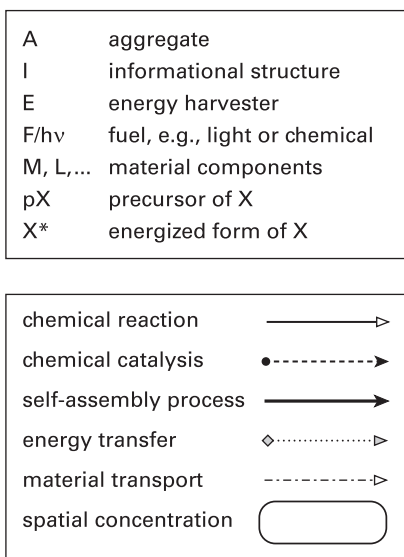 A aggregate
I informational structure
E energy harvester
F/hν fuel, e.g., light or chemical
M, L,... material components
pX precursor of X
X* energized form of X
chemical reaction
chemical catalysis
self-assembly process
energy transfer
material transport
spatial concentration